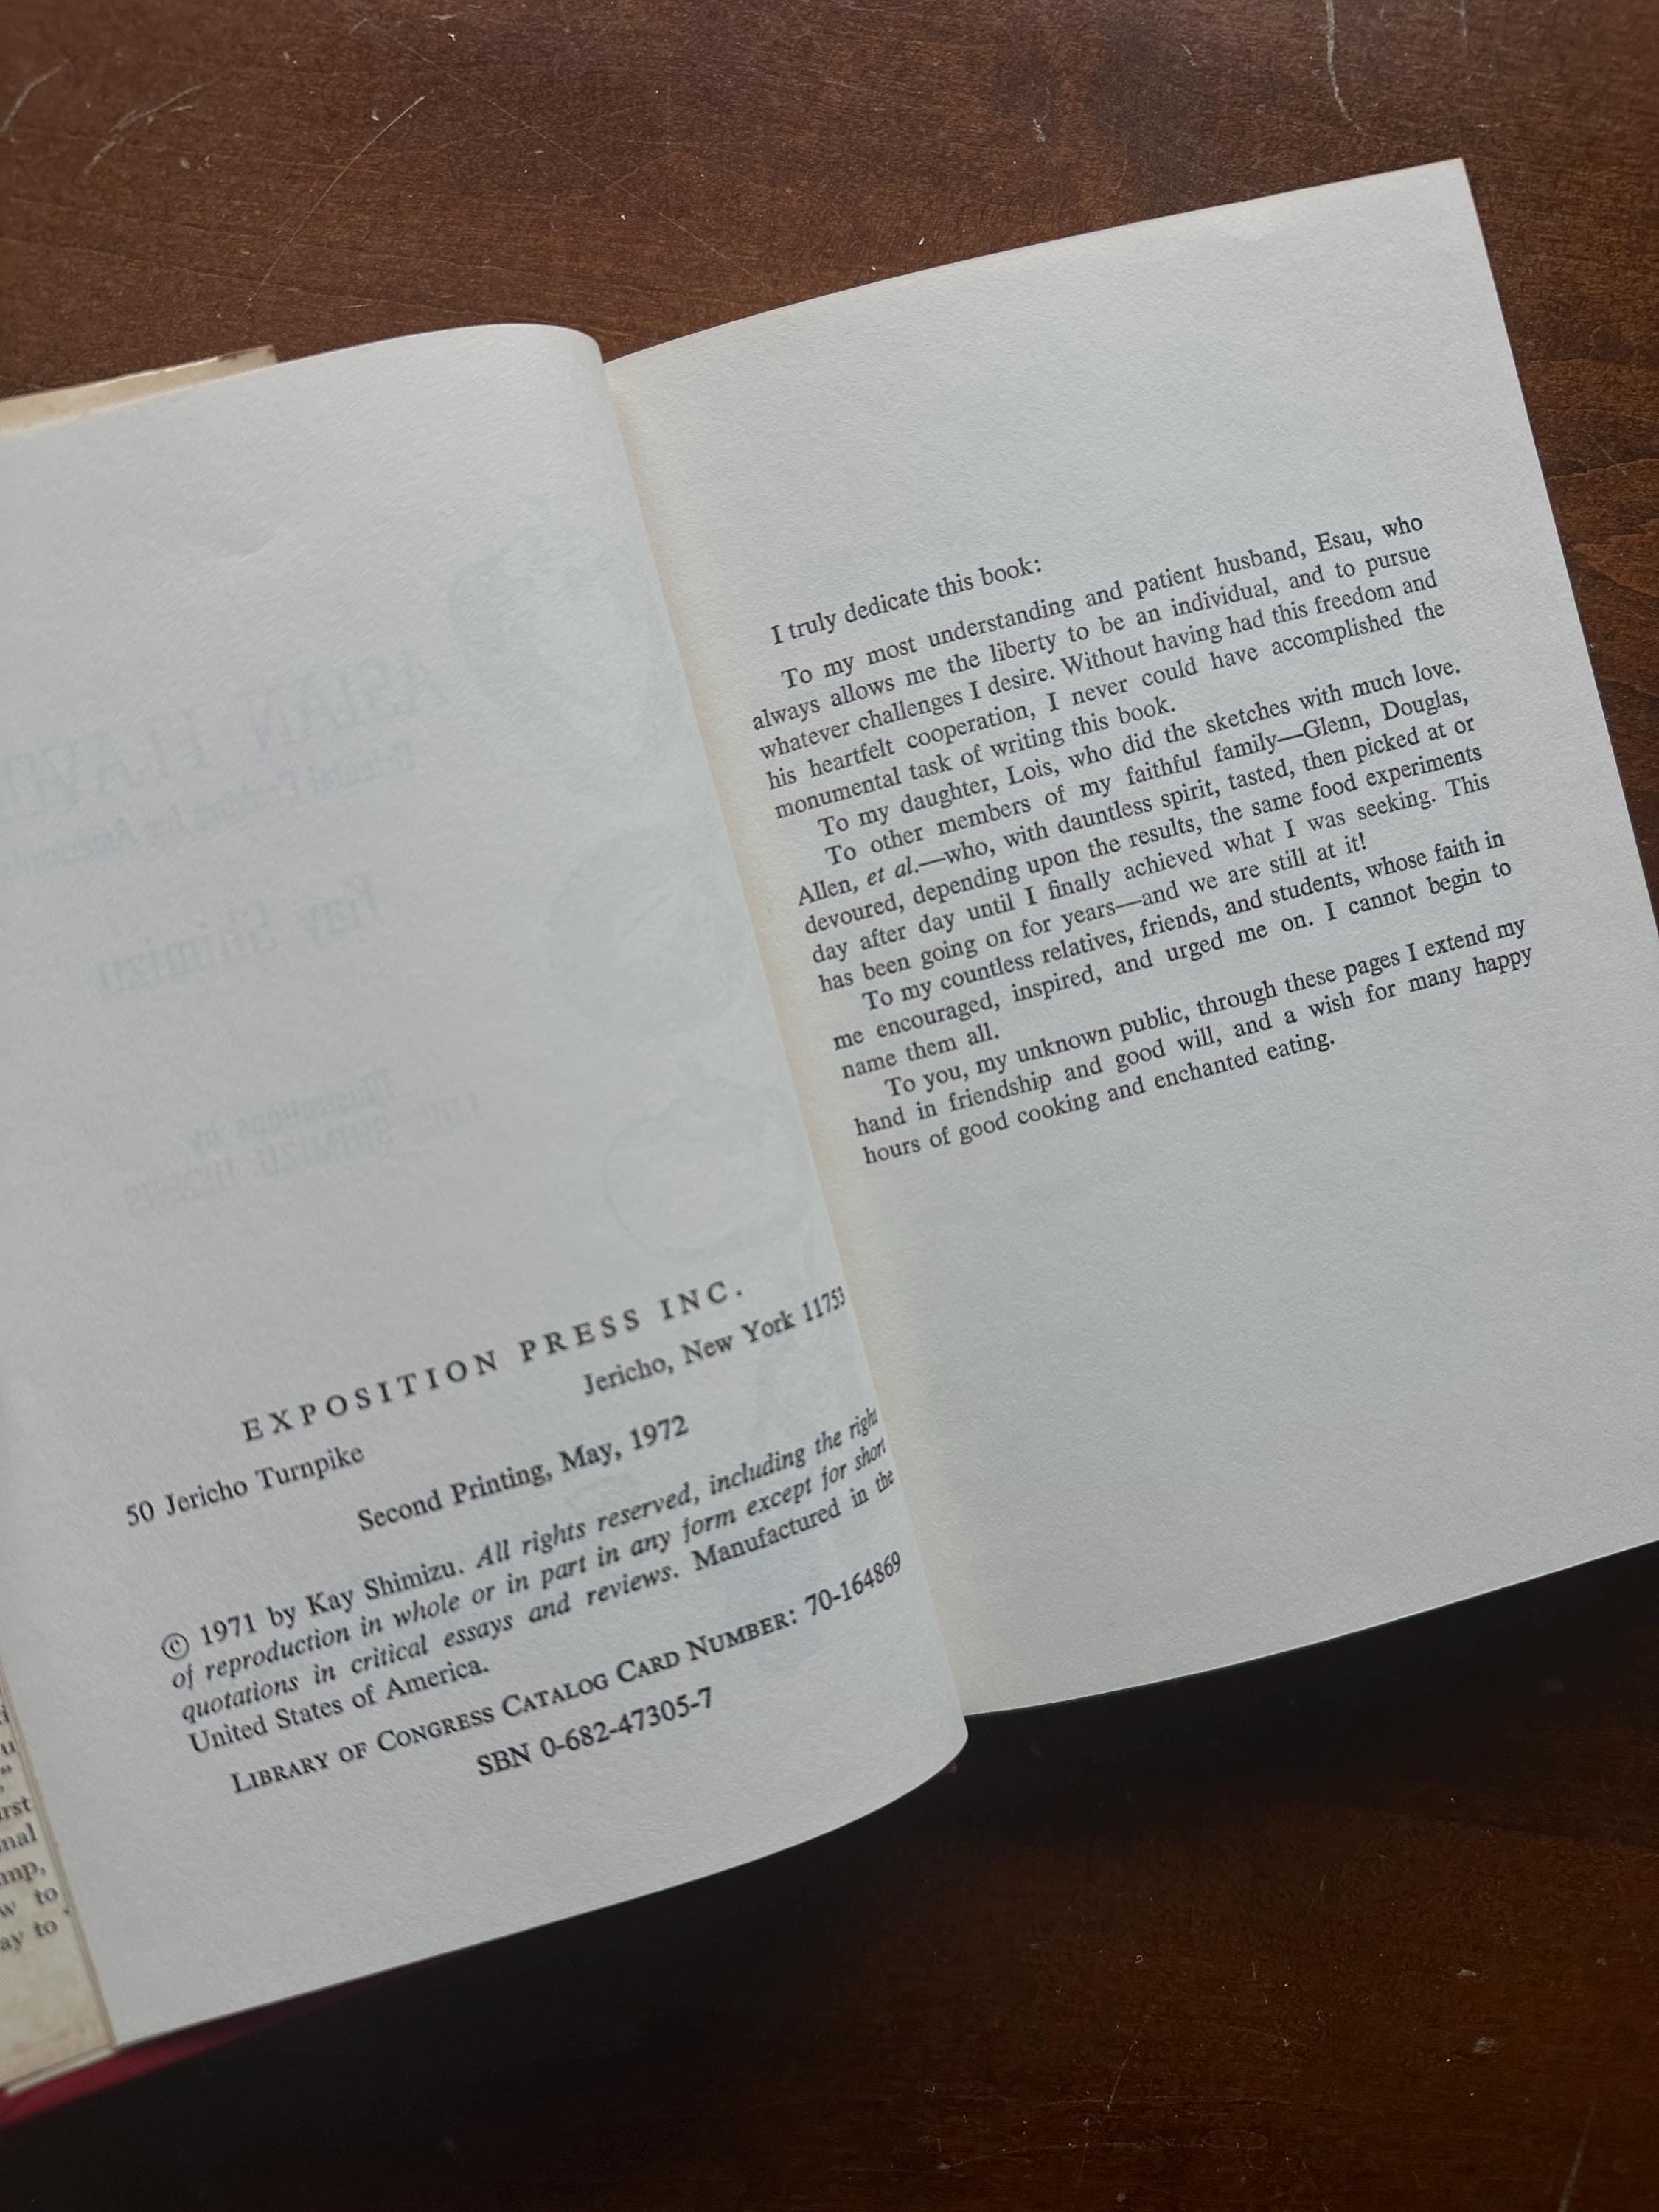 EXPOSITION PRESS INC.
50 Jericho Turnpike Jericho, New York 11753
Second Printing, May, 1972
© 1971 by Kay Shimizu. All rights reserved, including the right
of reproduction in whole or in part in any form except for short
quotations in critical essays and reviews. Manufactured in the
United States of America.
LIBRARY OF CONGRESS CATALOG CARD NUMBER: 70-164869
SBN 0-682-47305-7
I truly dedicate this book:
To my most understanding and patient husband, Esau, who
always allows me the liberty to be an individual, and to pursue
whatever challenges I desire. Without having had this freedom and
his heartfelt cooperation, I never could have accomplished the
monumental task of writing this book.
To my daughter, Lois, who did the sketches with much love.
To other members of my faithful family—Glenn, Douglas,
Allen, et al.—who, with dauntless spirit, tasted, then picked at or
devoured, depending upon the results, the same food experiments
day after day until I finally achieved what I was seeking. This
has been going on for years—and we are still at it!
To my countless relatives, friends, and students, whose faith in
me encouraged, inspired, and urged me on. I cannot begin to
name them all.
To you, my unknown public, through these pages I extend my
hand in friendship and good will, and a wish for many happy
hours of good cooking and enchanted eating.